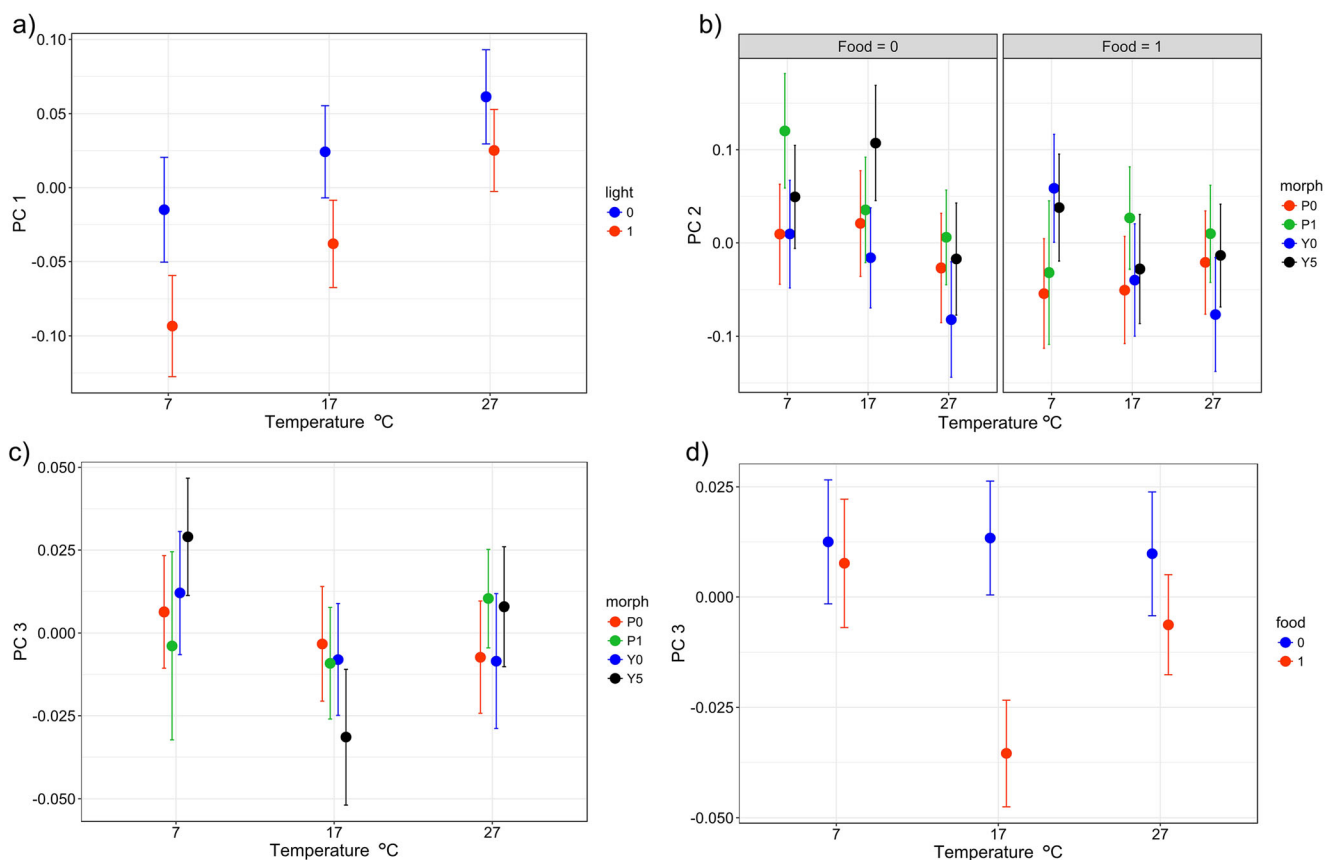 a)
0.10
0.05
0.00
-0.05
-0.10
PC 1
7
17
27
Temperature ºC
light
0
1
b)
Food = 0
Food = 1
0.1
0.0
-0.1
PC 2
7
17
27
7
17
27
Temperature ºC
morph
P0
P1
Y0
Y5
c)
0.050
0.025
0.000
-0.025
-0.050
PC 3
7
17
27
Temperature ºC
morph
P0
P1
Y0
Y5
d)
0.025
0.000
-0.025
-0.050
PC 3
7
17
27
Temperature ºC
food
0
1